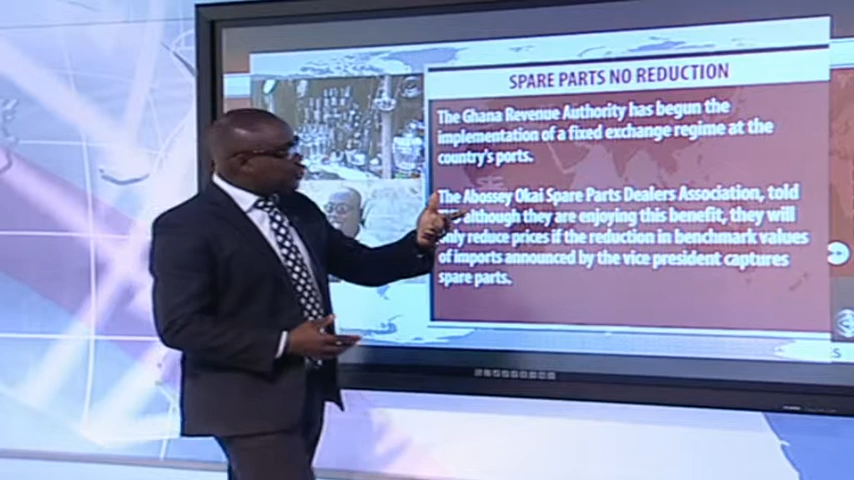 SPARE PARTS NO REDUCTION
The Ghana Revenue Authority has begun the
implementation of a fixed exchange regime at the
country's ports.
The Abossey Okai Spare Parts Dealers Association, told
although they are enjoying this benefit, they will
only reduce prices if the reduction in benchmark values
of imports announced by the vice president captures
spare parts.